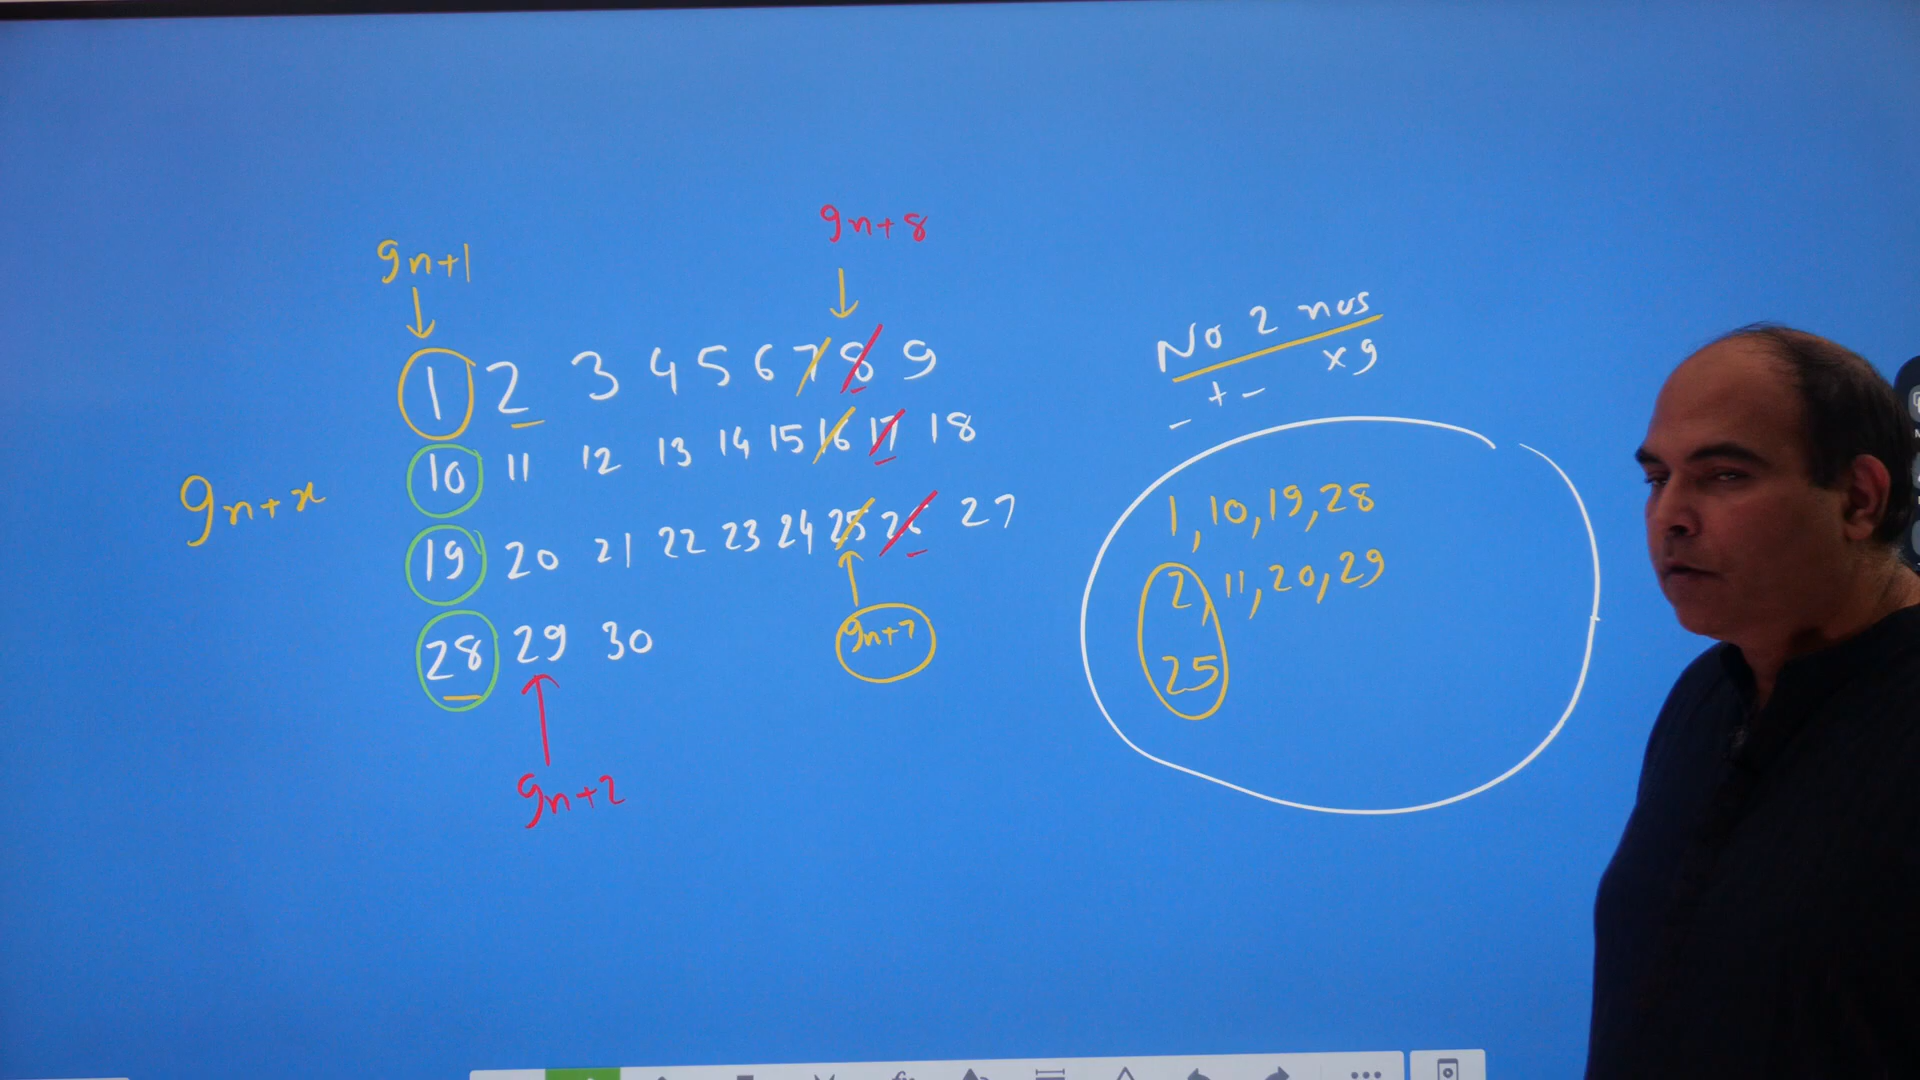 9n+8
9n+1
1 2 3 4 5 6 7 8 9
10 11 12 13 14 15 16 17 18
9n+x
19 20 21 22 23 24 25 26 27
28 29 30
9n+7
9n+2
No 2 nos
- + - x9
1, 10, 19, 28
2, 11, 20, 29
25